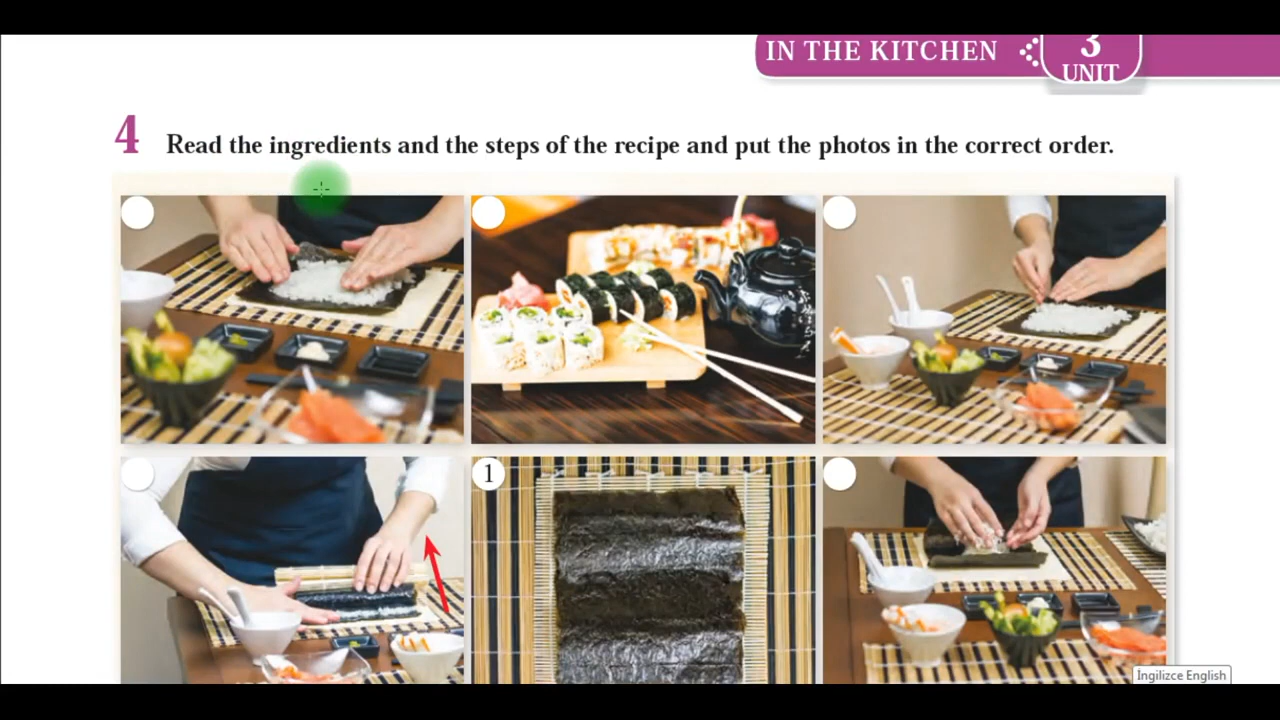 IN THE KITCHEN
3
UNIT
4 Read the ingredients and the steps of the recipe and put the photos in the correct order.
1
Ingilizce English